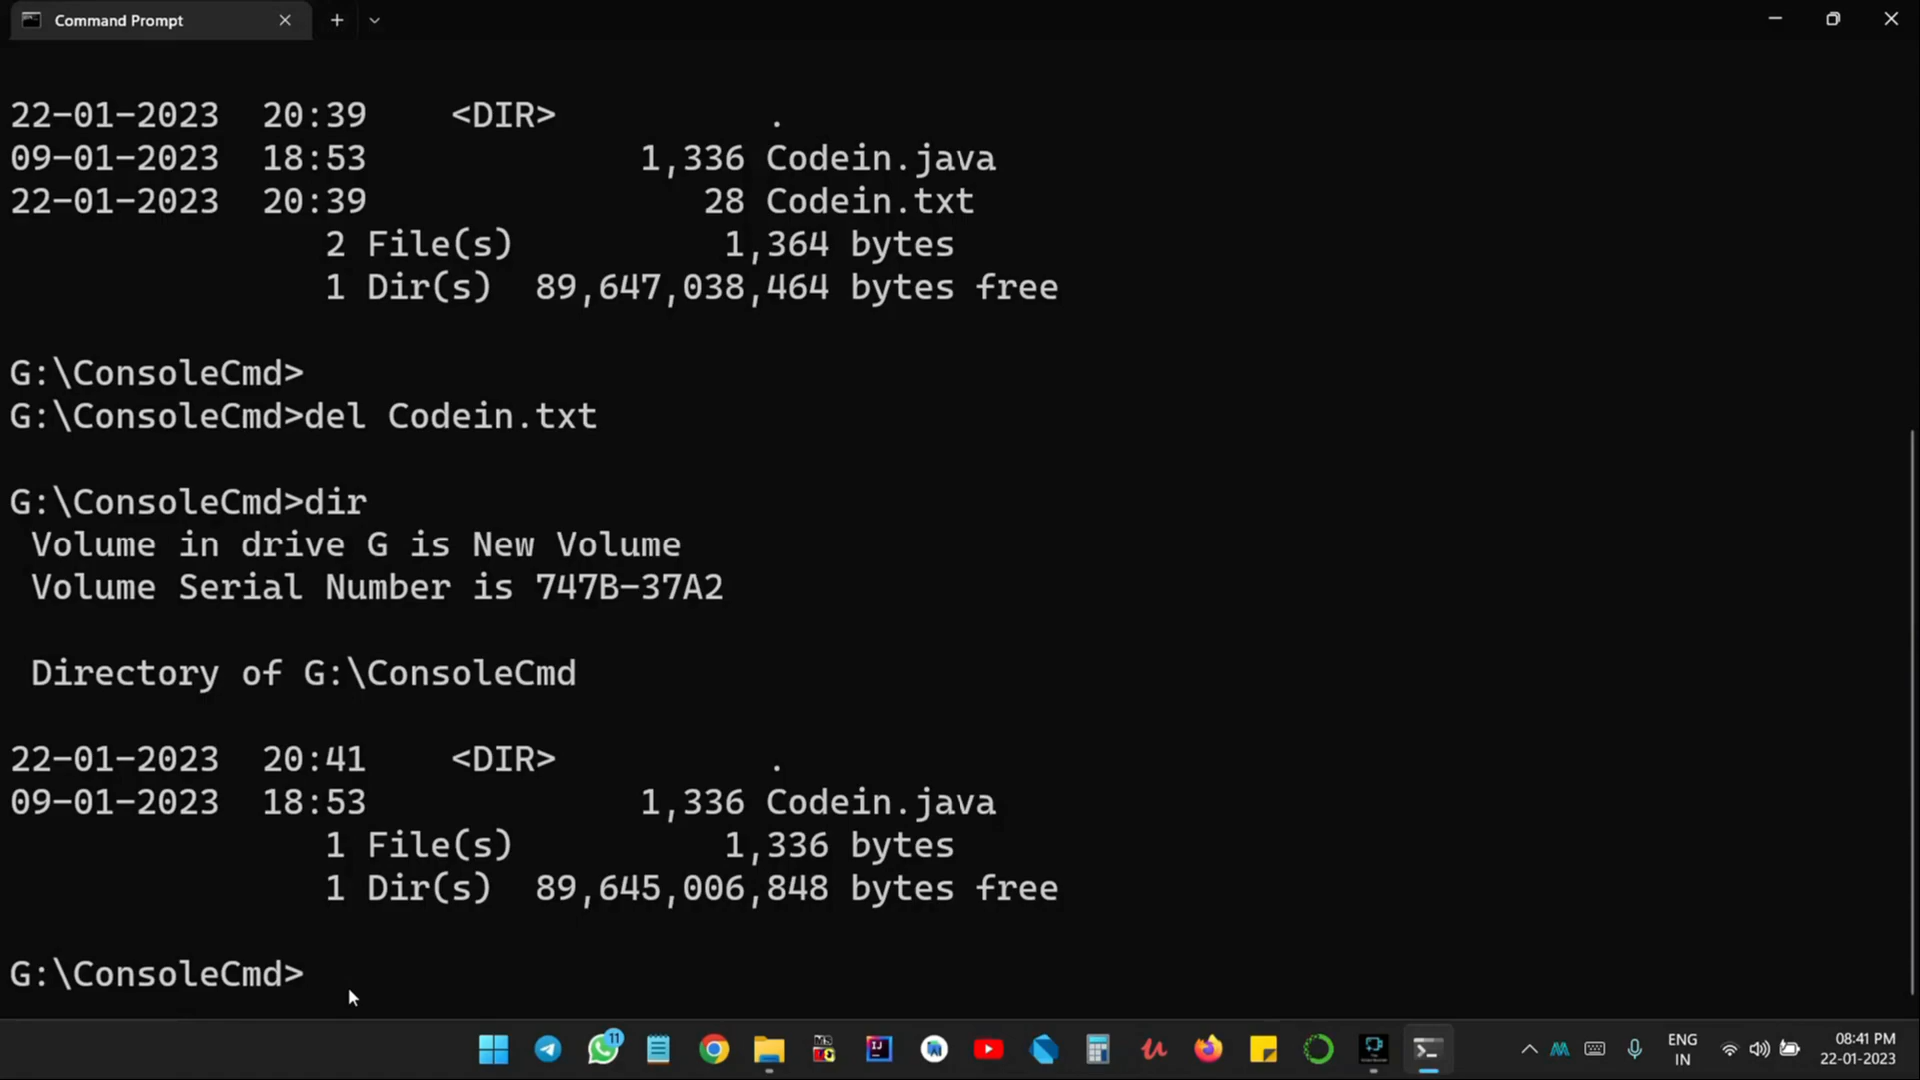 Command Prompt
22-01-2023  20:39    <DIR>          .
09-01-2023  18:53             1,336 Codein.java
22-01-2023  20:39                28 Codein.txt
               2 File(s)          1,364 bytes
               1 Dir(s)  89,647,038,464 bytes free
G:\ConsoleCmd>
G:\ConsoleCmd>del Codein.txt
G:\ConsoleCmd>dir
 Volume in drive G is New Volume
 Volume Serial Number is 747B-37A2
 Directory of G:\ConsoleCmd
22-01-2023  20:41    <DIR>          .
09-01-2023  18:53             1,336 Codein.java
               1 File(s)          1,336 bytes
               1 Dir(s)  89,645,006,848 bytes free
G:\ConsoleCmd>
11
ENG
IN
08:41 PM
22-01-2023